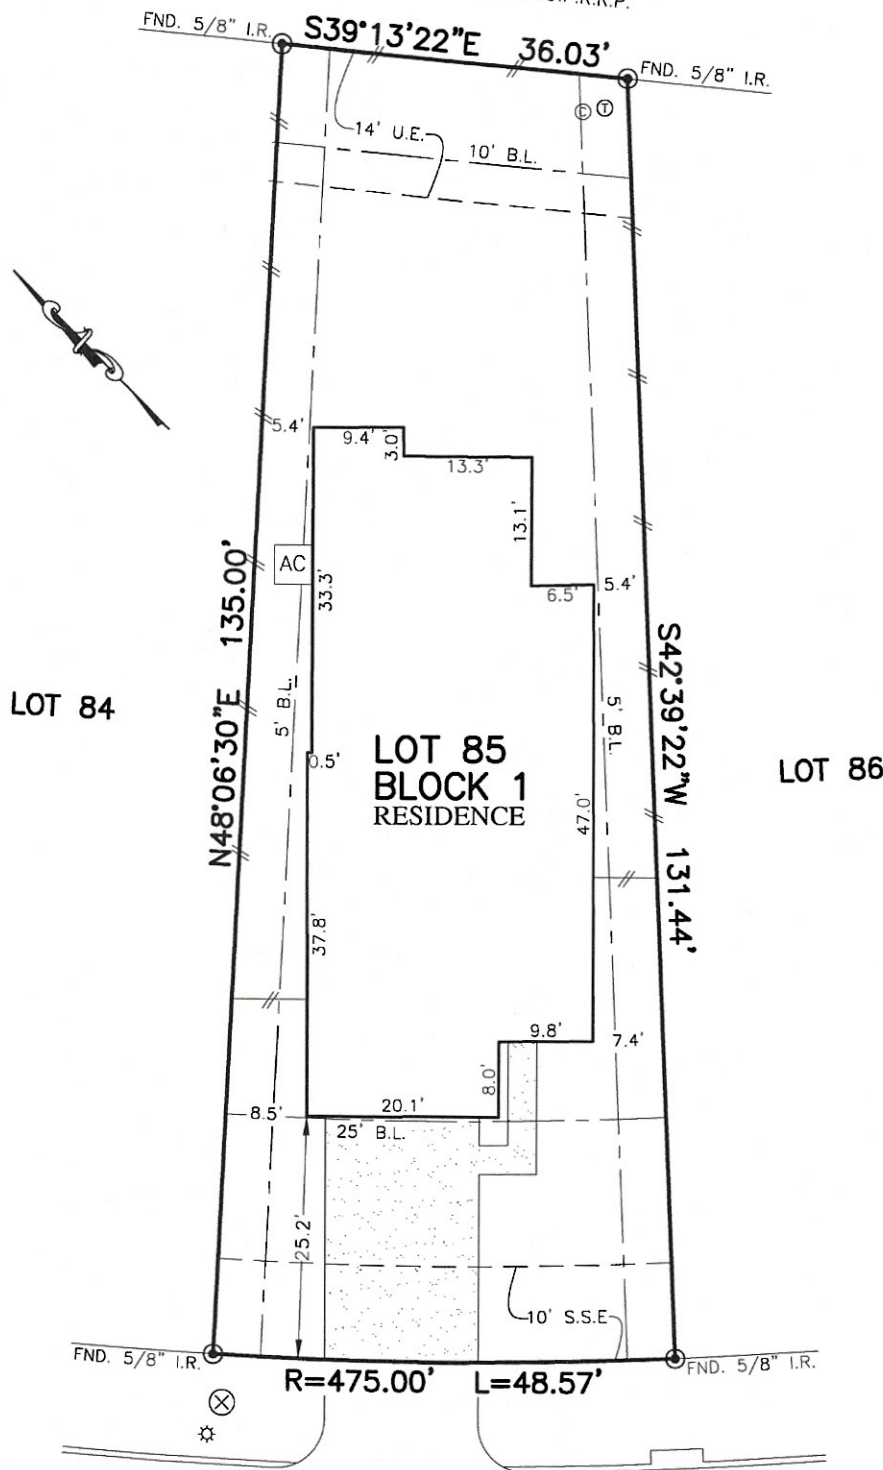 FND. 5/8" I.R.
S39°13'22"E 36.03'
FND. 5/8" I.R.
C T
14' U.E.
10' B.L.
5.4'
9.4'
3.0'
13.3'
13.1'
AC
33.3'
6.5'
5.4'
N48°06'30"E 135.00'
S42°39'22"W 131.44'
LOT 84
5' B.L.
5' B.L.
0.5'
LOT 85
BLOCK 1
RESIDENCE
LOT 86
47.0'
37.8'
9.8'
7.4'
8.0'
20.1'
8.5'
25' B.L.
25.2'
10' S.S.E
FND. 5/8" I.R.
FND. 5/8" I.R.
R=475.00' L=48.57'